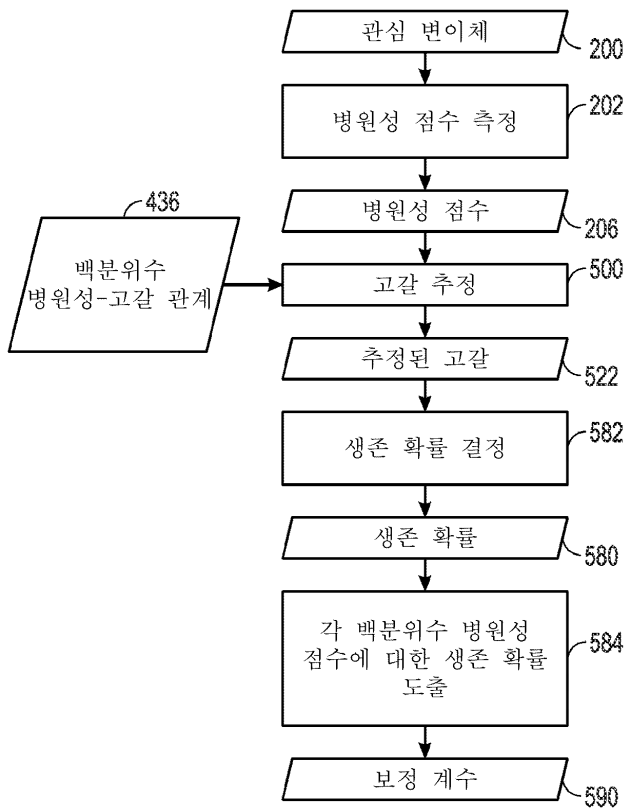 관심 변이체
200
병원성 점수 측정
202
병원성 점수
206
436
백분위수
병원성-고갈 관계
고갈 추정
500
추정된 고갈
522
생존 확률 결정
582
생존 확률
580
각 백분위수 병원성
점수에 대한 생존 확률
도출
584
보정 계수
590